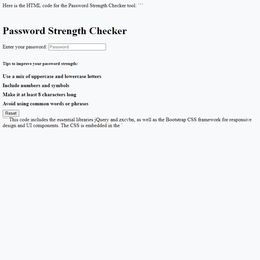 Here is the HTML code for the Password Strength Checker tool: ```
Password Strength Checker
Enter your password: Password
Tips to improve your password strength:
Use a mix of uppercase and lowercase letters
Include numbers and symbols
Make it at least 8 characters long
Avoid using common words or phrases
Reset
``` This code includes the essential libraries jQuery and zxcvbn, as well as the Bootstrap CSS framework for responsive
design and UI components. The CSS is embedded in the `